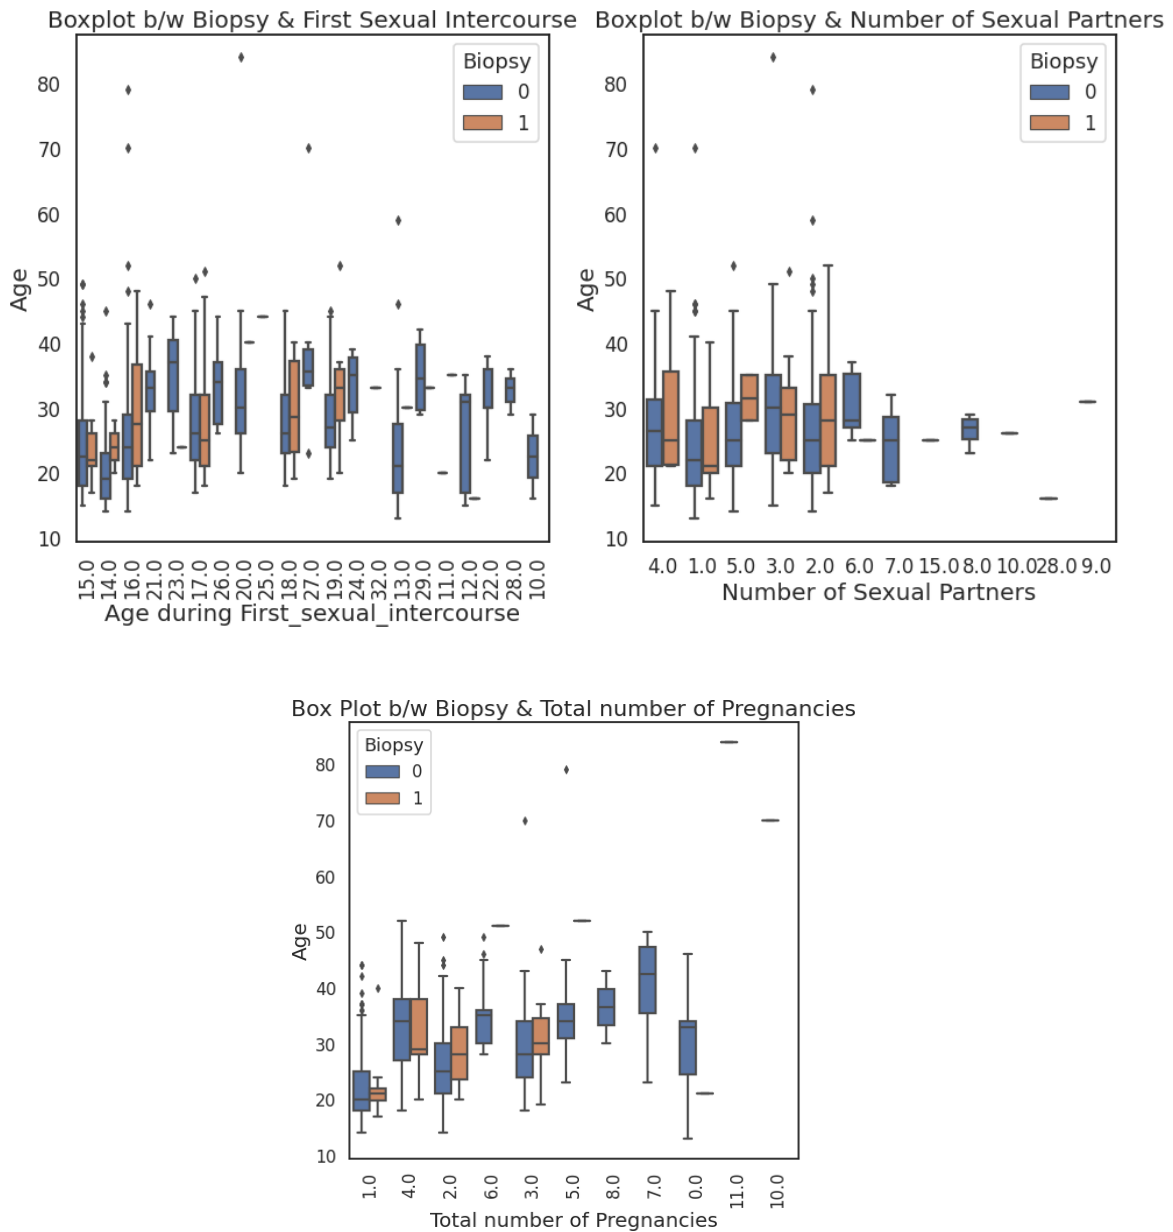 Boxplot b/w Biopsy & First Sexual Intercourse
Biopsy
0
1
80
70
60
50
40
30
20
10
Age
15.0 14.0 16.0 21.0 23.0 17.0 26.0 20.0 25.0 18.0 27.0 19.0 24.0 32.0 13.0 29.0 11.0 12.0 22.0 28.0 10.0
Age during First_sexual_intercourse
Boxplot b/w Biopsy & Number of Sexual Partners
Biopsy
0
1
80
70
60
50
40
30
20
10
Age
4.0 1.0 5.0 3.0 2.0 6.0 7.0 15.0 8.0 10.0 28.0 9.0
Number of Sexual Partners
Box Plot b/w Biopsy & Total number of Pregnancies
Biopsy
0
1
80
70
60
50
40
30
20
10
Age
1.0 4.0 2.0 6.0 3.0 5.0 8.0 7.0 0.0 11.0 10.0
Total number of Pregnancies